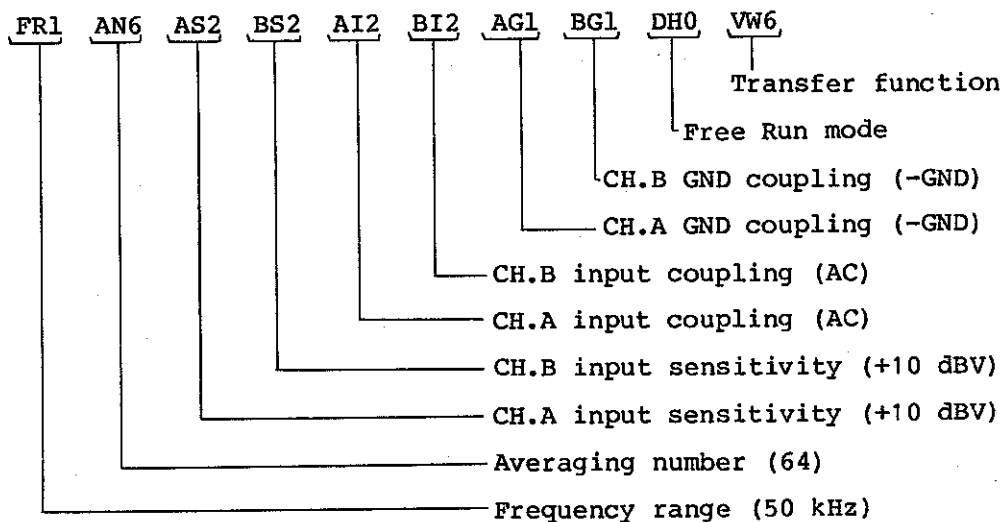 FR1 AN6 AS2 BS2 AI2 BI2 AG1 BG1 DH0 VW6
Transfer function
Free Run mode
CH.B GND coupling (-GND)
CH.A GND coupling (-GND)
CH.B input coupling (AC)
CH.A input coupling (AC)
CH.B input sensitivity (+10 dBV)
CH.A input sensitivity (+10 dBV)
Averaging number (64)
Frequency range (50 kHz)